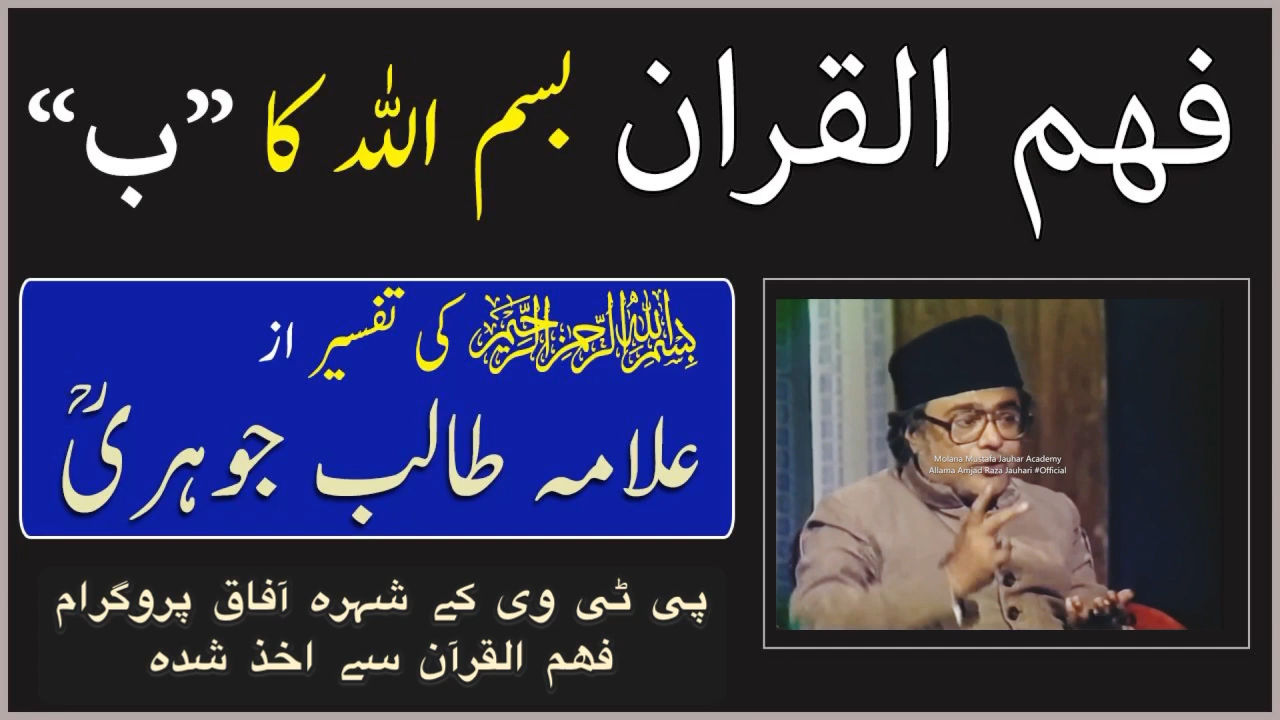 فہم القرآن بسم اللہ کا ”ب“
بسم اللہ الرحمن الرحیم کی تفسیر از
علامہ طالب جوہریؒ
پی ٹی وی کے شہرہ آفاق پروگرام
فہم القرآن سے اخذ شدہ
Molana Mustafa Jauhar Academy
Allama Amjad Raza Jauhari #Official